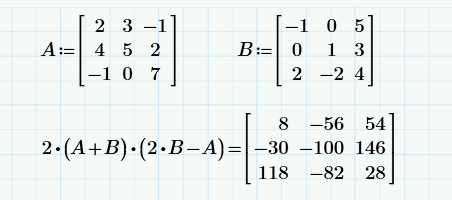 A:=[2 3 −1; 4 5 2; −1 0 7] B:=[−1 0 5; 0 1 3; 2 −2 4]
2·(A+B)·(2·B−A)=[8 −56 54; −30 −100 146; 118 −82 28]